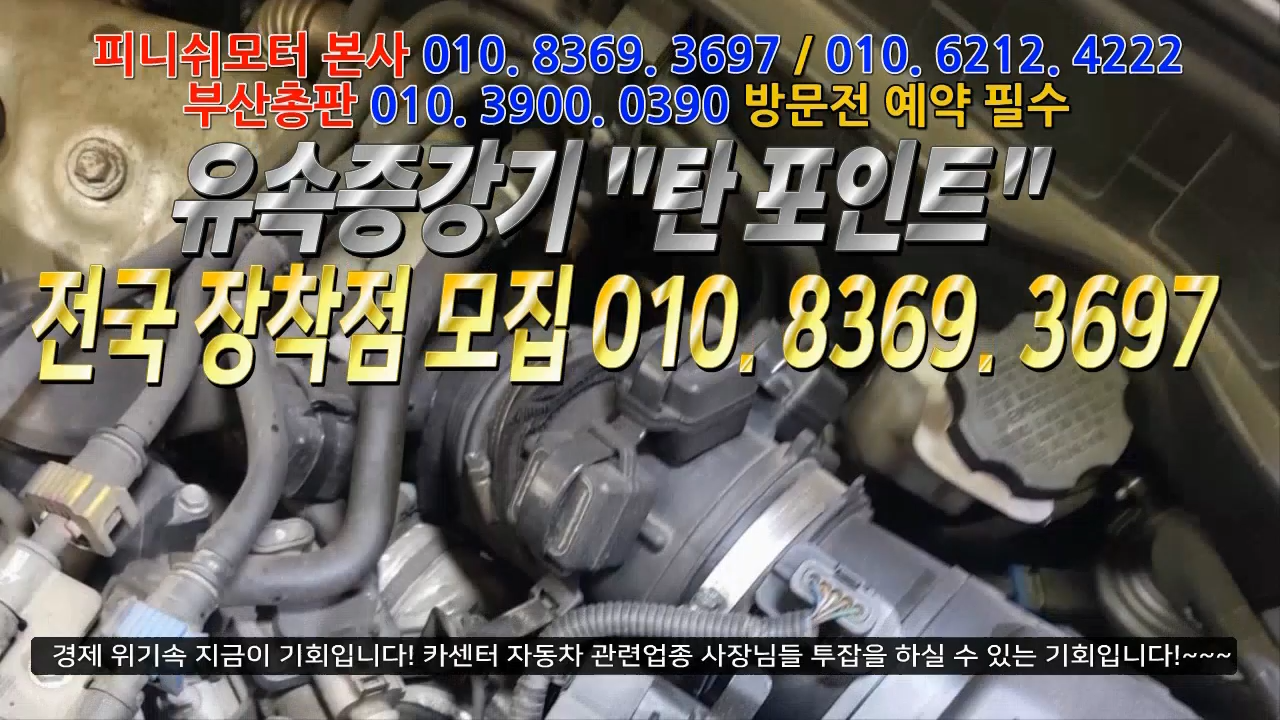 피니쉬모터 본사 010. 8369. 3697 / 010. 6212. 4222
부산총판 010. 3900. 0390 방문전 예약 필수
유속증강기 "탄 포인트"
전국 장착점 모집 010. 8369. 3697
경제 위기속 지금이 기회입니다! 카센터 자동차 관련업종 사장님들 투잡을 하실 수 있는 기회입니다!~~~